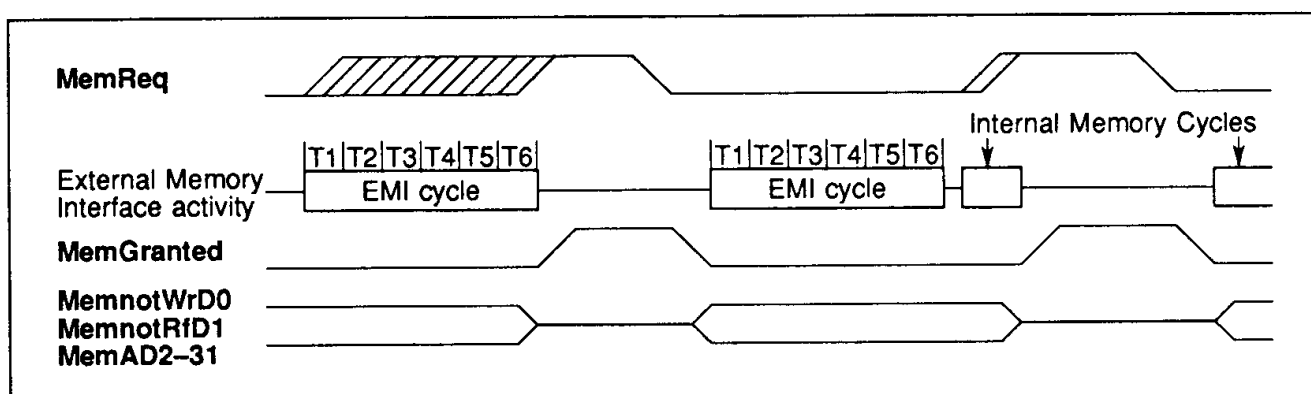 MemReq
Internal Memory Cycles
T1 T2 T3 T4 T5 T6
T1 T2 T3 T4 T5 T6
External Memory
Interface activity
EMI cycle
EMI cycle
MemGranted
MemnotWrD0
MemnotRfD1
MemAD2–31